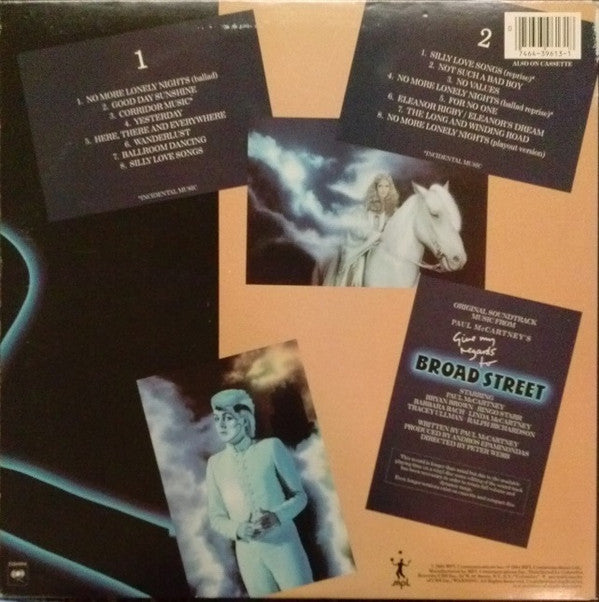 1
1. NO MORE LONELY NIGHTS (ballad)
2. GOOD DAY SUNSHINE
3. CORRIDOR MUSIC*
4. YESTERDAY
5. HERE, THERE AND EVERYWHERE
6. WANDERLUST
7. BALLROOM DANCING
8. SILLY LOVE SONGS
*INCIDENTAL MUSIC
2
0
7464-39613-1
ALSO ON CASSETTE
1. SILLY LOVE SONGS (reprise)*
2. NOT SUCH A BAD BOY
3. NO VALUES
4. NO MORE LONELY NIGHTS (ballad reprise)*
5. FOR NO ONE
6. ELEANOR RIGBY / ELEANOR'S DREAM
7. THE LONG AND WINDING ROAD
8. NO MORE LONELY NIGHTS (playout version)
*INCIDENTAL MUSIC
ORIGINAL SOUNDTRACK
MUSIC FROM
PAUL McCARTNEY'S
Give my
regards
to
BROAD STREET
STARRING
PAUL McCARTNEY
BRYAN BROWN RINGO STARR
BARBARA BACH LINDA McCARTNEY
TRACEY ULLMAN RALPH RICHARDSON
WRITTEN BY PAUL McCARTNEY
PRODUCED BY ANDROS EPAMINONDAS
DIRECTED BY
PETER WEBB
mpl